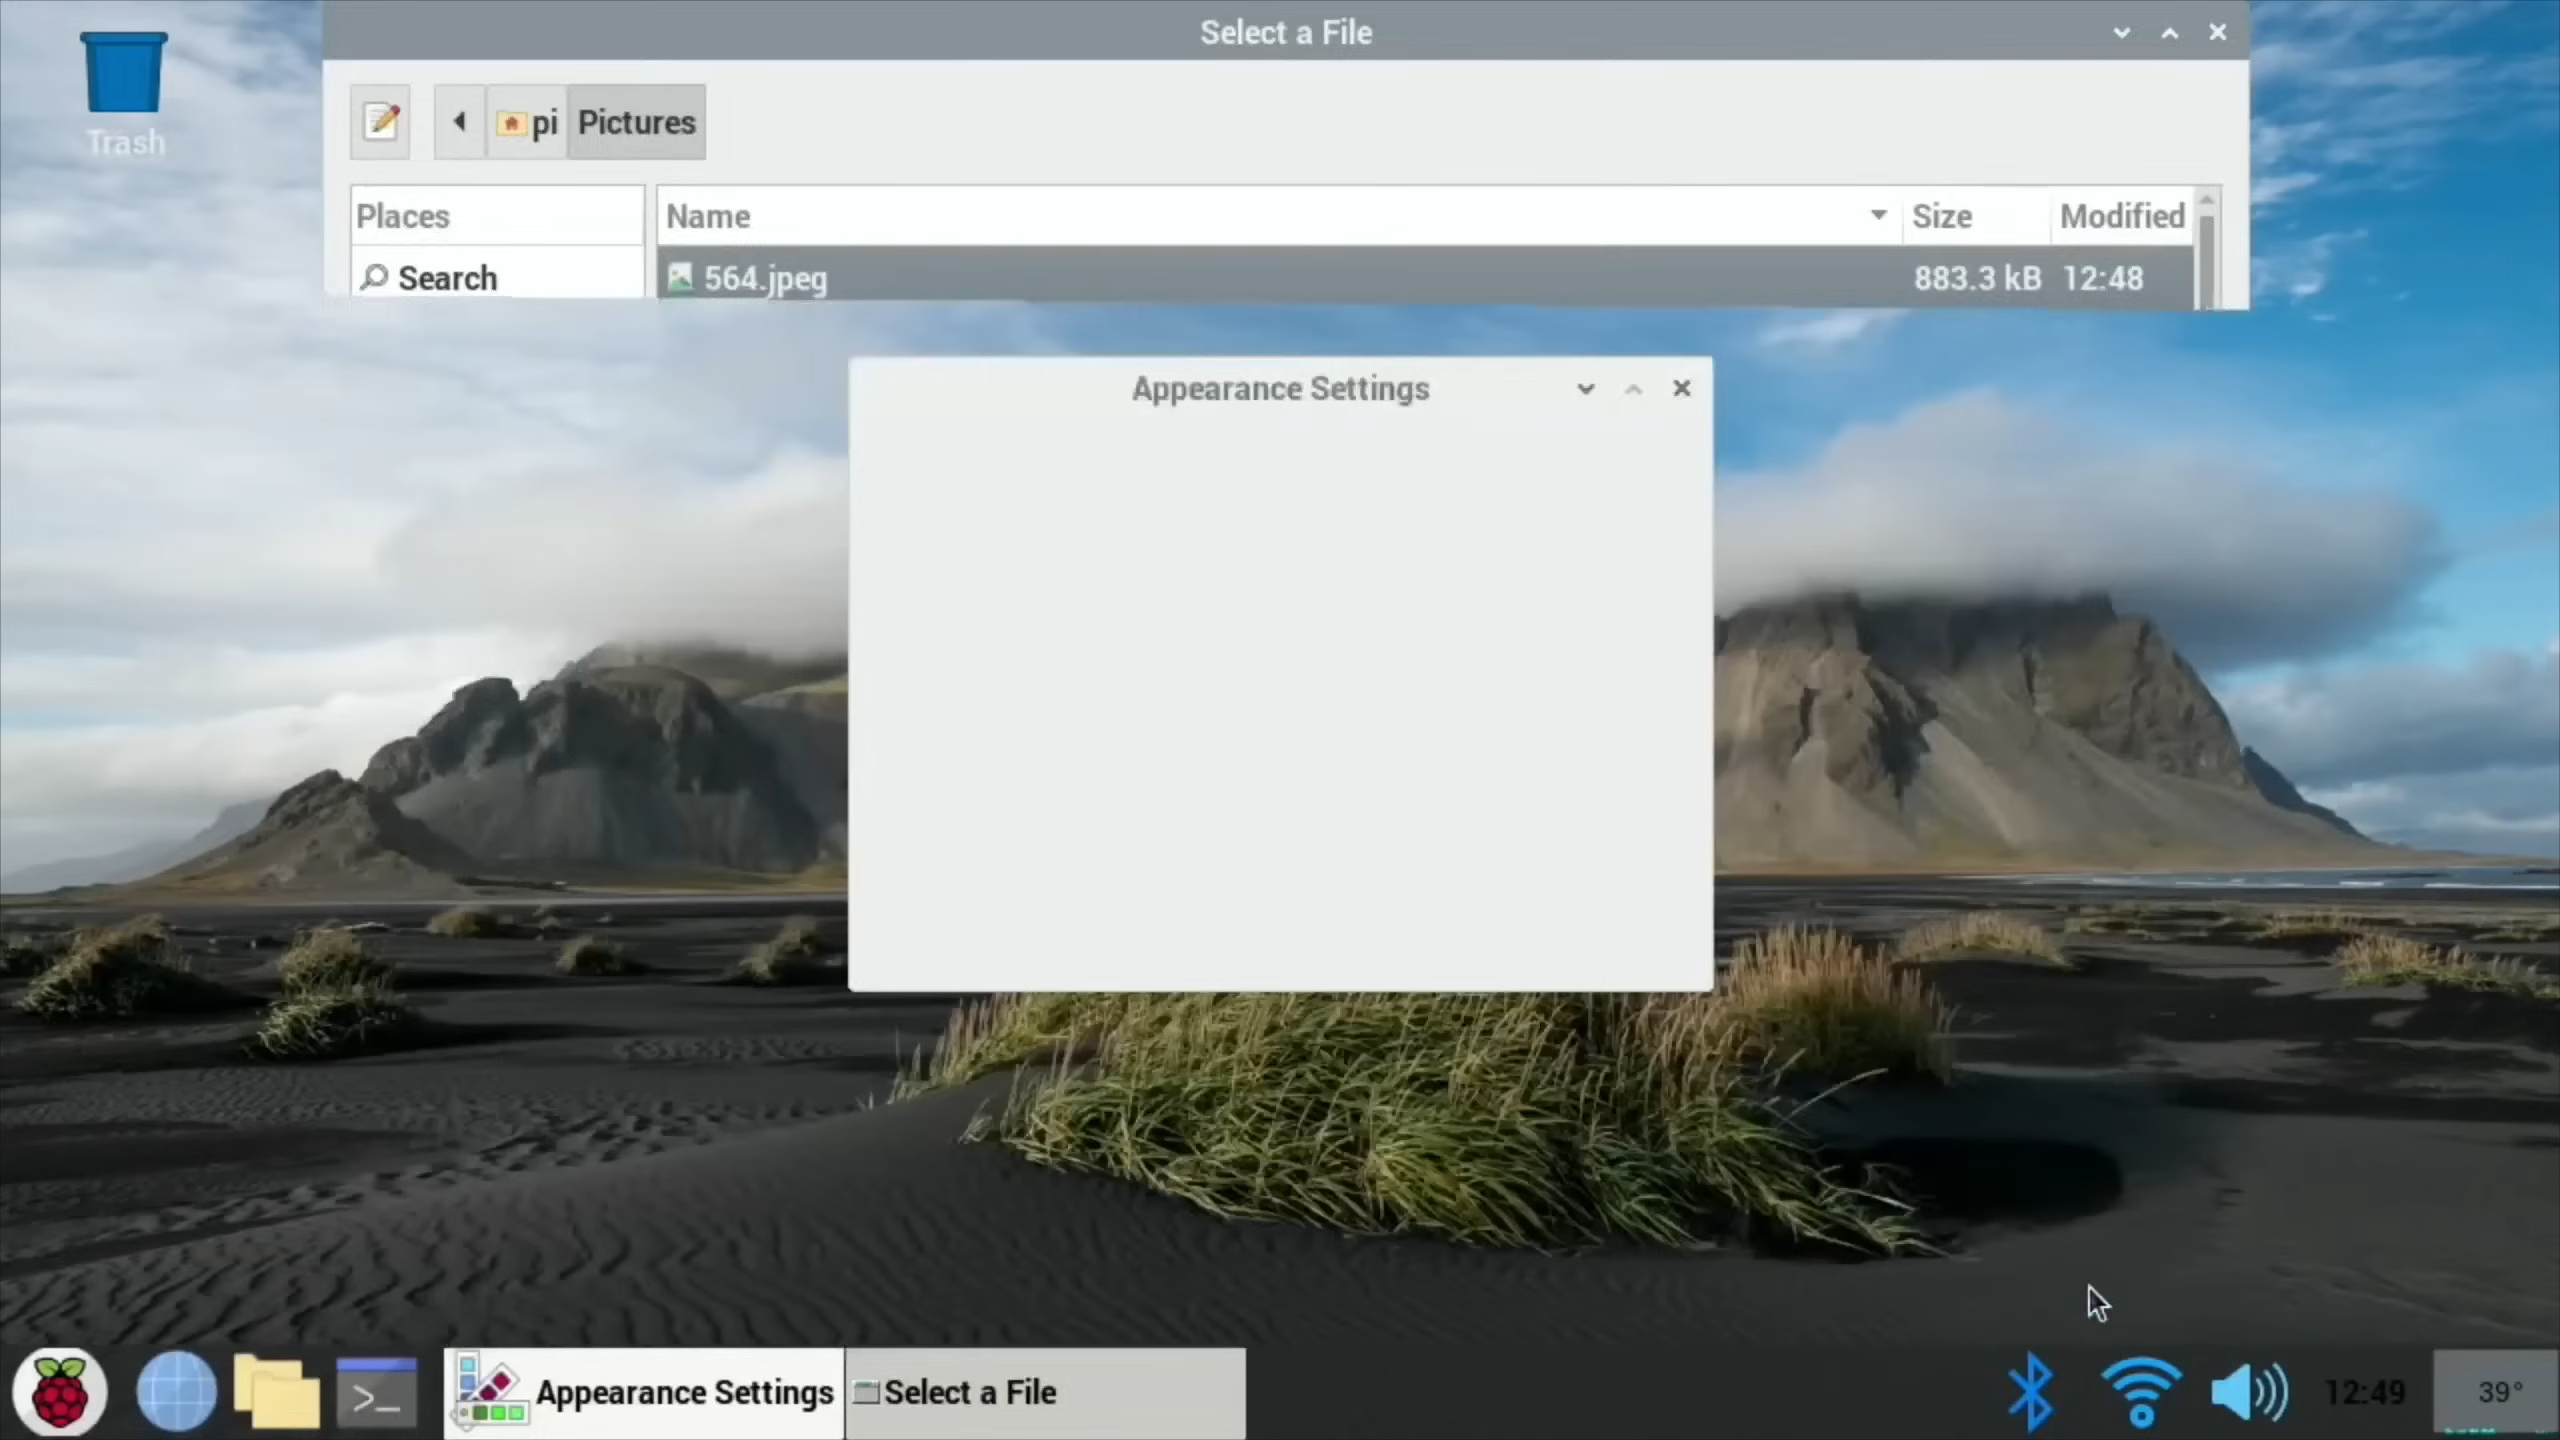 Select a File
Trash
pi Pictures
Places
Name Size Modified
Search
564.jpeg 883.3 kB 12:48
Appearance Settings
>_ Appearance Settings Select a File 12:49 39°